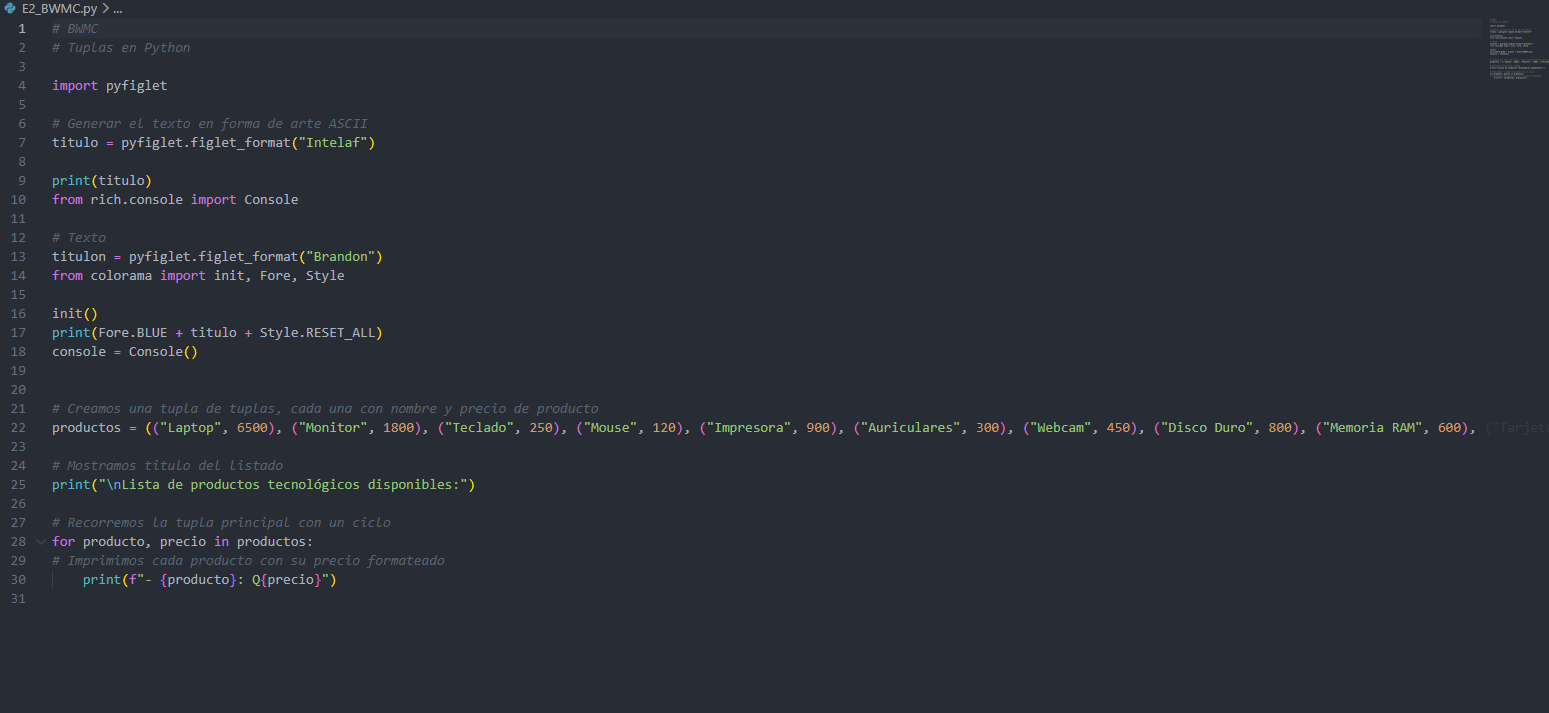 E2_BWMC.py > ...
1 # BWMC
2 # Tuplas en Python
3
4 import pyfiglet
5
6 # Generar el texto en forma de arte ASCII
7 titulo = pyfiglet.figlet_format("Intelaf")
8
9 print(titulo)
10 from rich.console import Console
11
12 # Texto
13 titulon = pyfiglet.figlet_format("Brandon")
14 from colorama import init, Fore, Style
15
16 init()
17 print(Fore.BLUE + titulo + Style.RESET_ALL)
18 console = Console()
19
20
21 # Creamos una tupla de tuplas, cada una con nombre y precio de producto
22 productos = (("Laptop", 6500), ("Monitor", 1800), ("Teclado", 250), ("Mouse", 120), ("Impresora", 900), ("Auriculares", 300), ("Webcam", 450), ("Disco Duro", 800), ("Memoria RAM", 600), ("Tarjeta
23
24 # Mostramos titulo del listado
25 print("\nLista de productos tecnológicos disponibles:")
26
27 # Recorremos la tupla principal con un ciclo
28 for producto, precio in productos:
29 # Imprimimos cada producto con su precio formateado
30 print(f"- {producto}: Q{precio}")
31